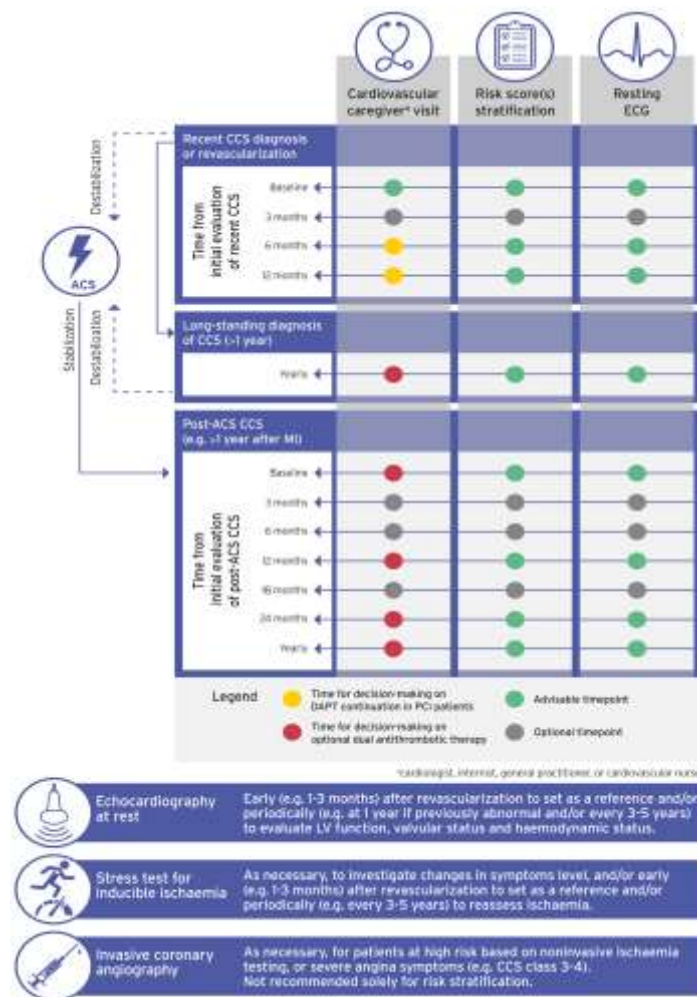 Cardiovascular
caregiver* visit
Risk score(s)
stratification
Resting
ECG
Recent CCS diagnosis
or revascularization
Destabilization
Time from
initial evaluation
of recent CCS
Baseline
3 months
6 months
12 months
ACS
Stabilization
Destabilization
Long-standing diagnosis
of CCS (>1 year)
Yearly
Post-ACS CCS
(e.g. >1 year after MI)
Time from
initial evaluation
of post-ACS CCS
Baseline
3 months
6 months
12 months
18 months
24 months
Yearly
Legend
Time for decision-making on
DAPT continuation in PCI patients
Advisable timepoint
Time for decision-making on
optional dual antithrombotic therapy
Optional timepoint
*cardiologist, internist, general practitioner, or cardiovascular nurse
Echocardiography
at rest
Early (e.g. 1-3 months) after revascularization to set as a reference and/or
periodically (e.g. at 1 year if previously abnormal and/or every 3-5 years)
to evaluate LV function, valvular status and haemodynamic status.
Stress test for
inducible ischaemia
As necessary, to investigate changes in symptoms level, and/or early
(e.g. 1-3 months) after revascularization to set as a reference and/or
periodically (e.g. every 3-5 years) to reassess ischaemia.
Invasive coronary
angiography
As necessary, for patients at high risk based on noninvasive ischaemia
testing, or severe angina symptoms (e.g. CCS class 3-4).
Not recommended solely for risk stratification.